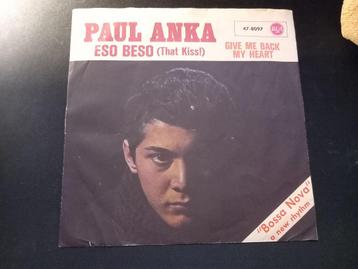 PAUL ANKA
47-8097
RCA
ESO BESO (That Kiss!)
GIVE ME BACK
MY HEART
"Bossa Nova"
a new rhythm